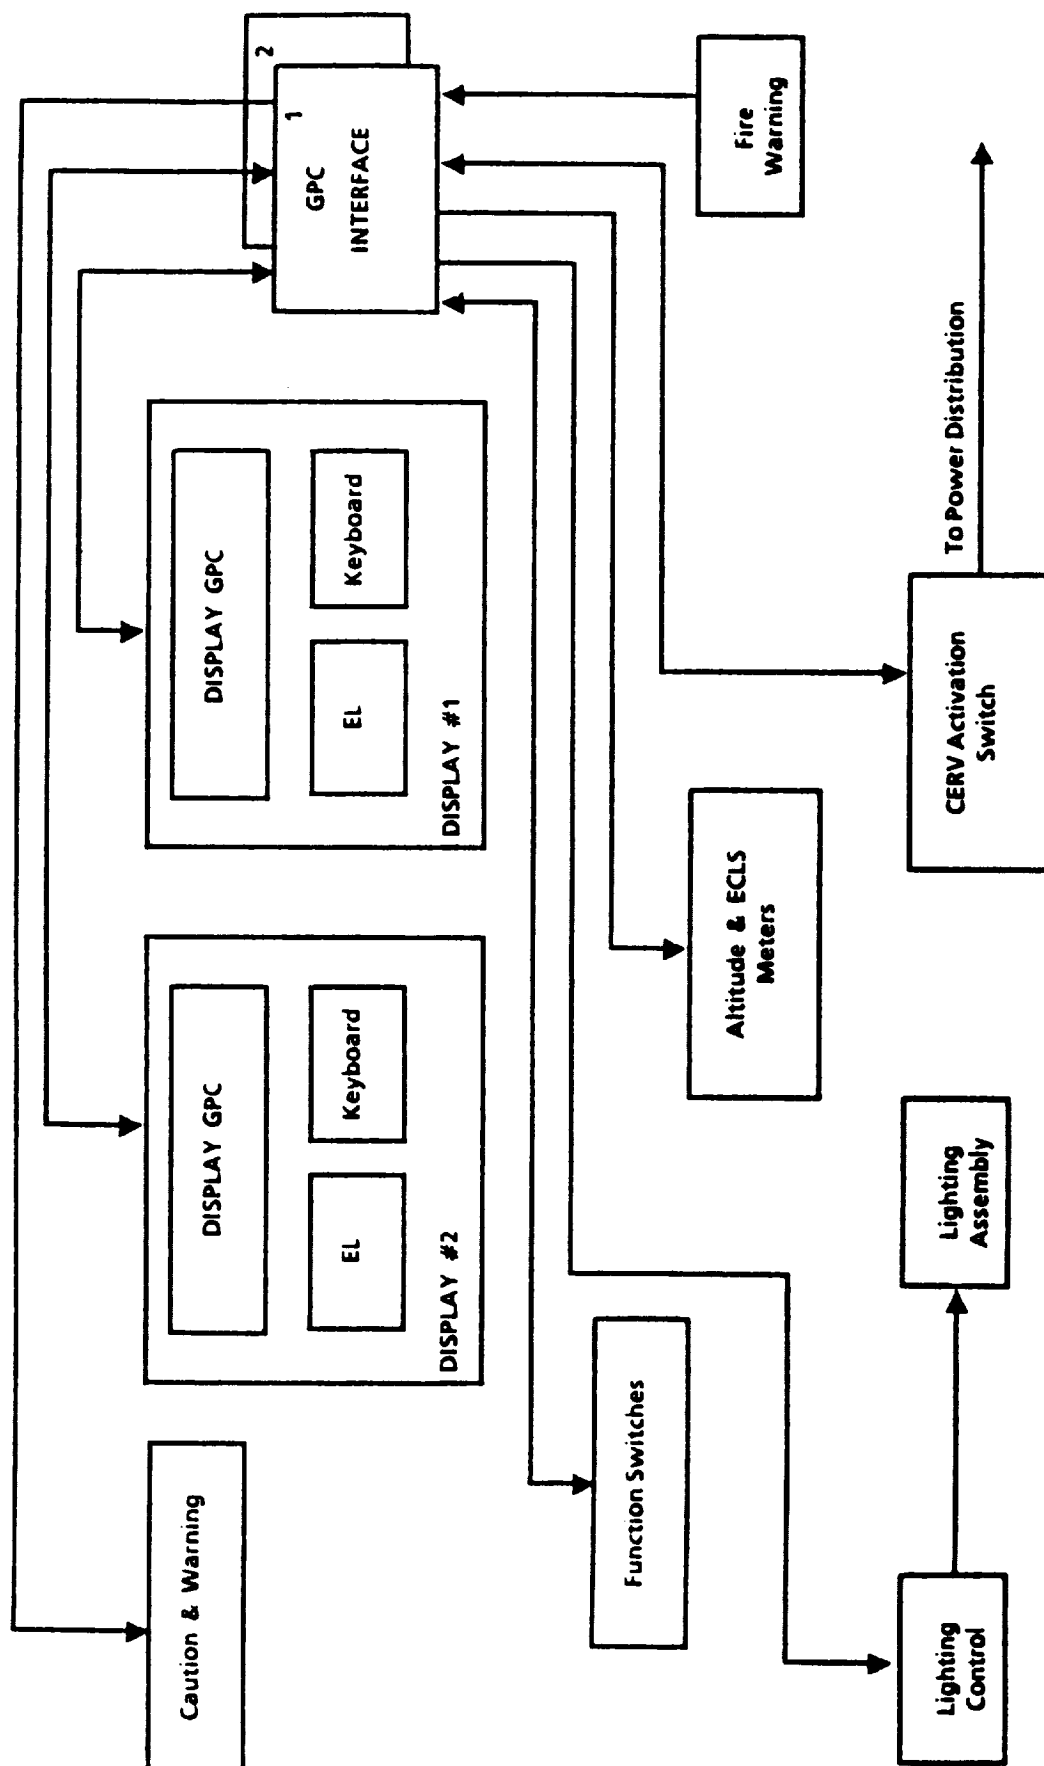 Caution & Warning
DISPLAY GPC
EL
Keyboard
DISPLAY #2
DISPLAY GPC
EL
Keyboard
DISPLAY #1
2
1
GPC
INTERFACE
Function Switches
Altitude & ECLS
Meters
Fire
Warning
Lighting
Control
Lighting
Assembly
CERV Activation
Switch
To Power Distribution